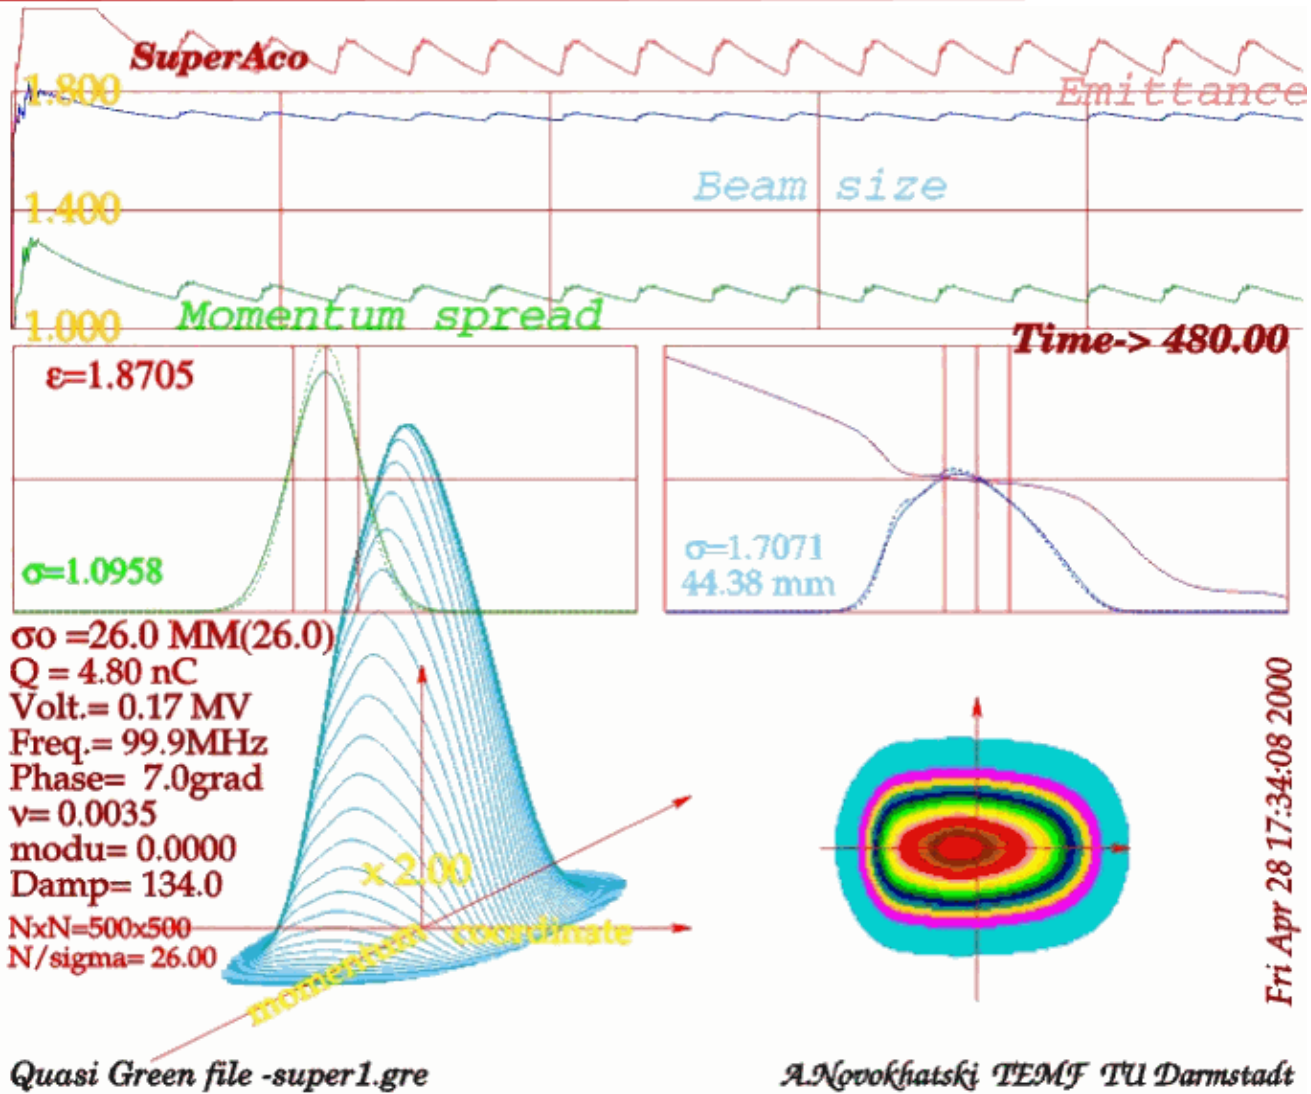 SuperAco
1.800
Emittance
Beam size
1.400
Momentum spread
1.000
Time-> 480.00
ε=1.8705
σ=1.0958
σ=1.7071
44.38 mm
σo =26.0 MM(26.0)
Q = 4.80 nC
Volt.= 0.17 MV
Freq.= 99.9MHz
Phase= 7.0grad
ν= 0.0035
modu= 0.0000
Damp= 134.0
NxN=500x500
N/sigma= 26.00
x 2.00
momentum
coordinate
Fri Apr 28 17:34:08 2000
Quasi Green file -super1.gre
A.Novokhatski TEMF TU Darmstadt